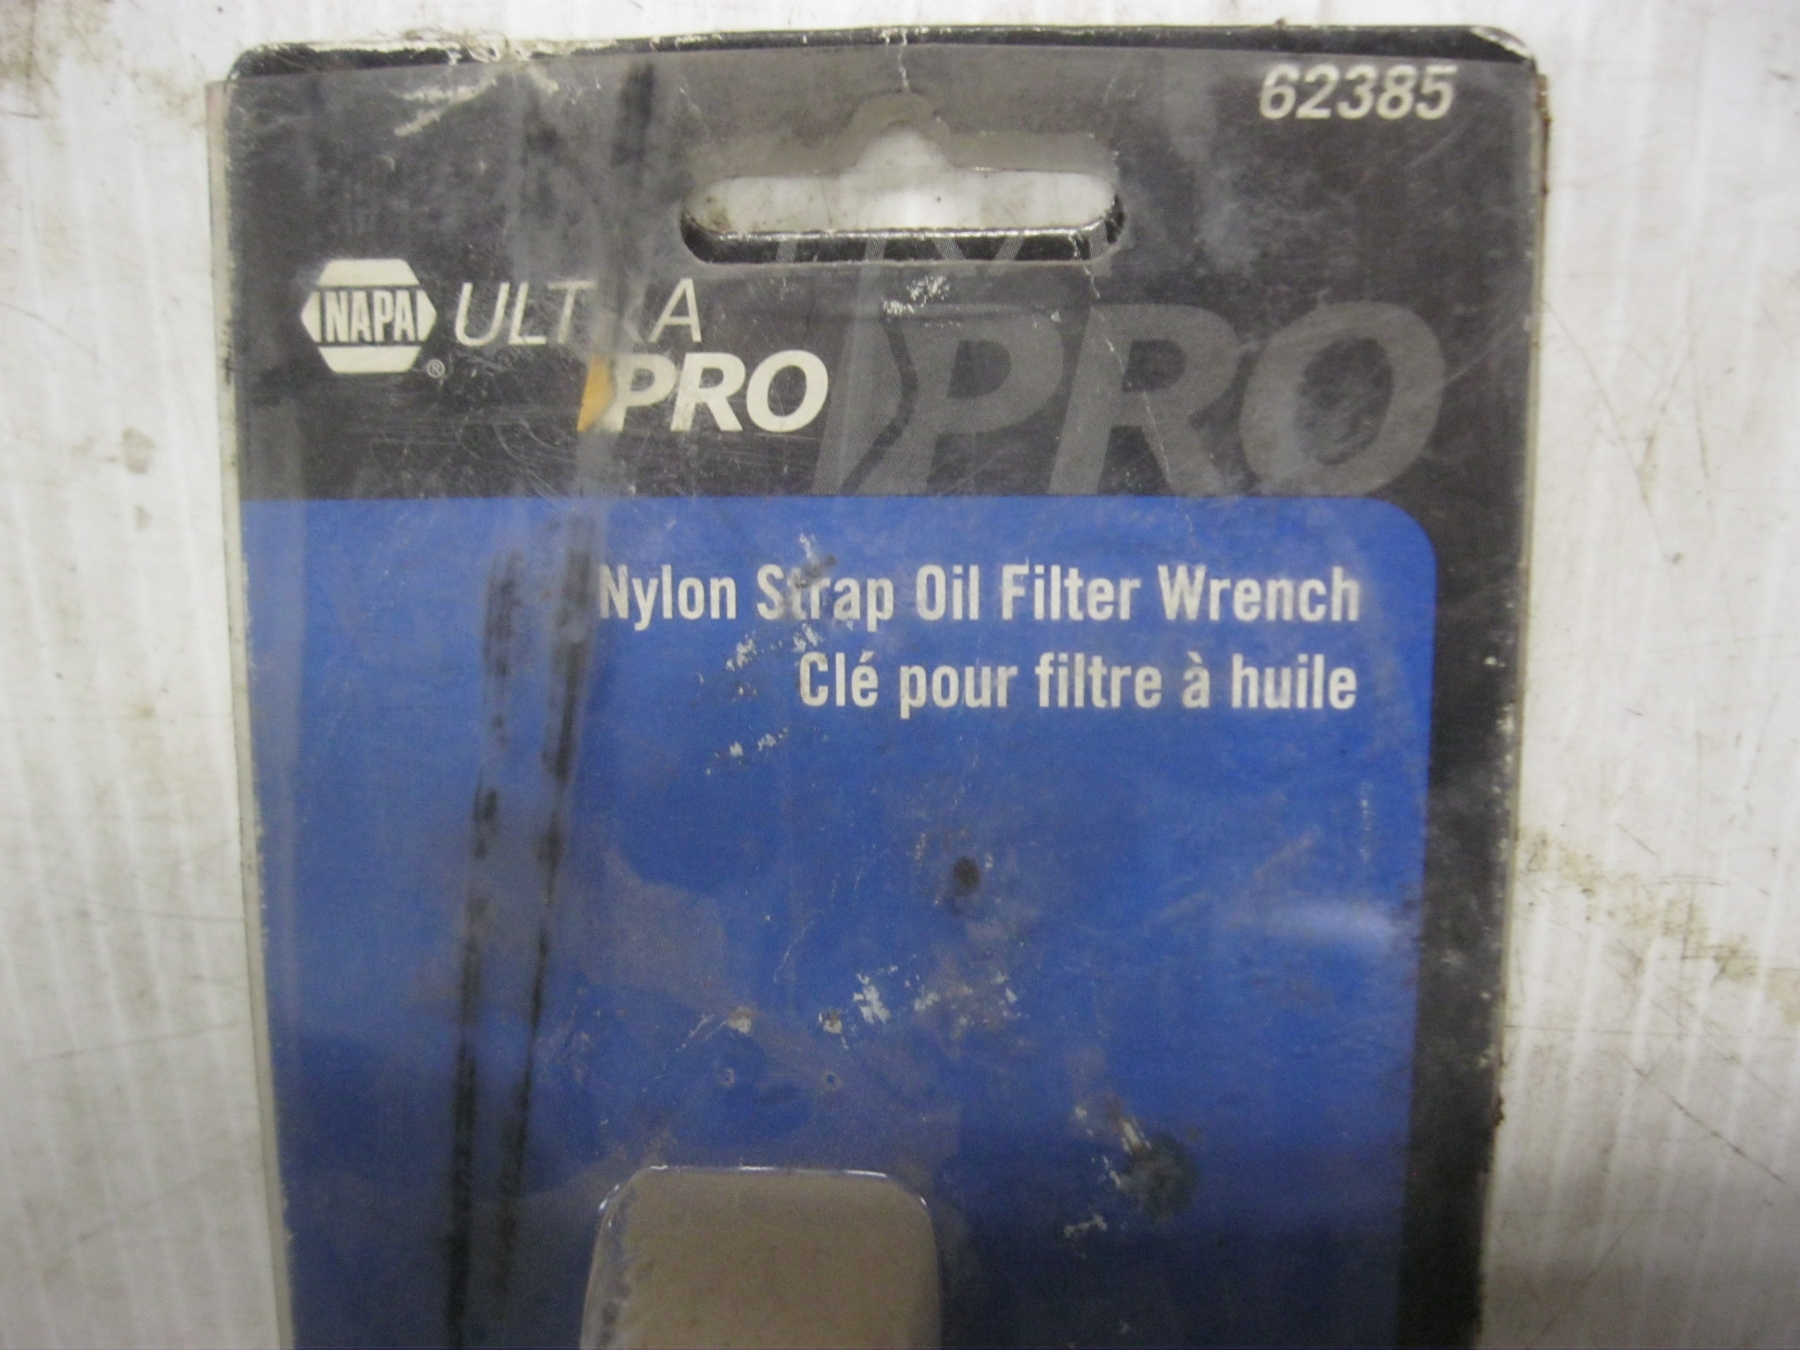 62385
NAPA® ULTRA
PRO
PRO
Nylon Strap Oil Filter Wrench
Clé pour filtre à huile